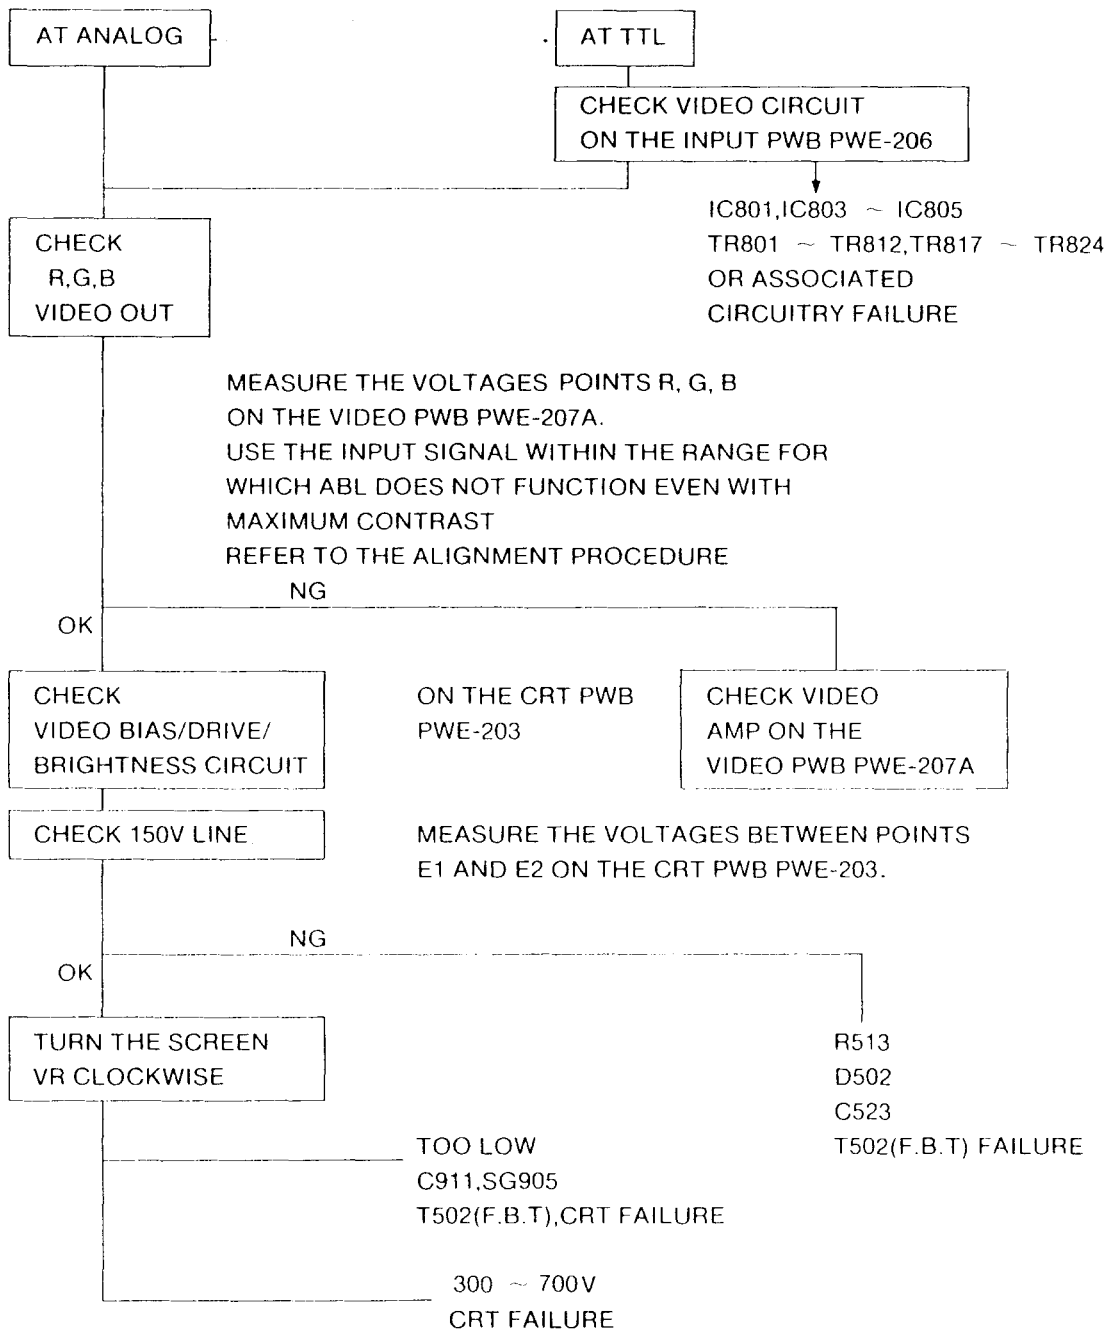 AT ANALOG
AT TTL
CHECK VIDEO CIRCUIT
ON THE INPUT PWB PWE-206
IC801,IC803 ~ IC805
TR801 ~ TR812,TR817 ~ TR824
OR ASSOCIATED
CIRCUITRY FAILURE
CHECK
R,G,B
VIDEO OUT
MEASURE THE VOLTAGES POINTS R, G, B
ON THE VIDEO PWB PWE-207A.
USE THE INPUT SIGNAL WITHIN THE RANGE FOR
WHICH ABL DOES NOT FUNCTION EVEN WITH
MAXIMUM CONTRAST
REFER TO THE ALIGNMENT PROCEDURE
NG
OK
CHECK
VIDEO BIAS/DRIVE/
BRIGHTNESS CIRCUIT
ON THE CRT PWB
PWE-203
CHECK VIDEO
AMP ON THE
VIDEO PWB PWE-207A
CHECK 150V LINE
MEASURE THE VOLTAGES BETWEEN POINTS
E1 AND E2 ON THE CRT PWB PWE-203.
NG
OK
TURN THE SCREEN
VR CLOCKWISE
R513
D502
C523
T502(F.B.T) FAILURE
TOO LOW
C911,SG905
T502(F.B.T),CRT FAILURE
300 ~ 700V
CRT FAILURE